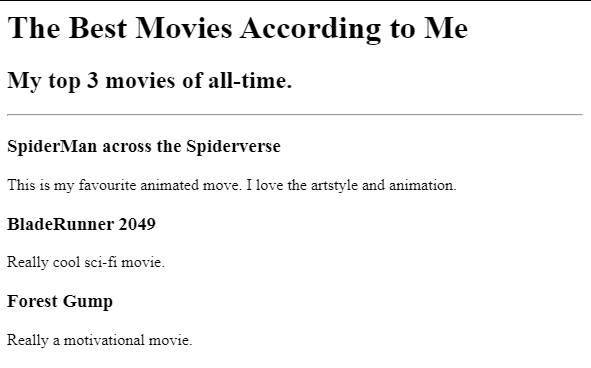 The Best Movies According to Me
My top 3 movies of all-time.
SpiderMan across the Spiderverse
This is my favourite animated move. I love the artstyle and animation.
BladeRunner 2049
Really cool sci-fi movie.
Forest Gump
Really a motivational movie.